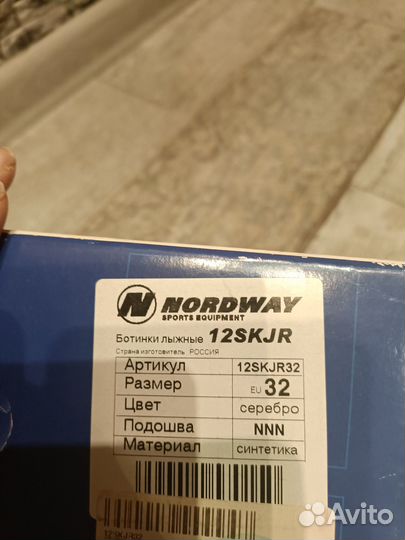 NORDWAY
SPORTS EQUIPMENT
Ботинки лыжные 12SKJR
Страна изготовитель РОССИЯ
Артикул 12SKJR32
Размер EU 32
Цвет серебро
Подошва NNN
Материал синтетика
12SKJR32
Avito